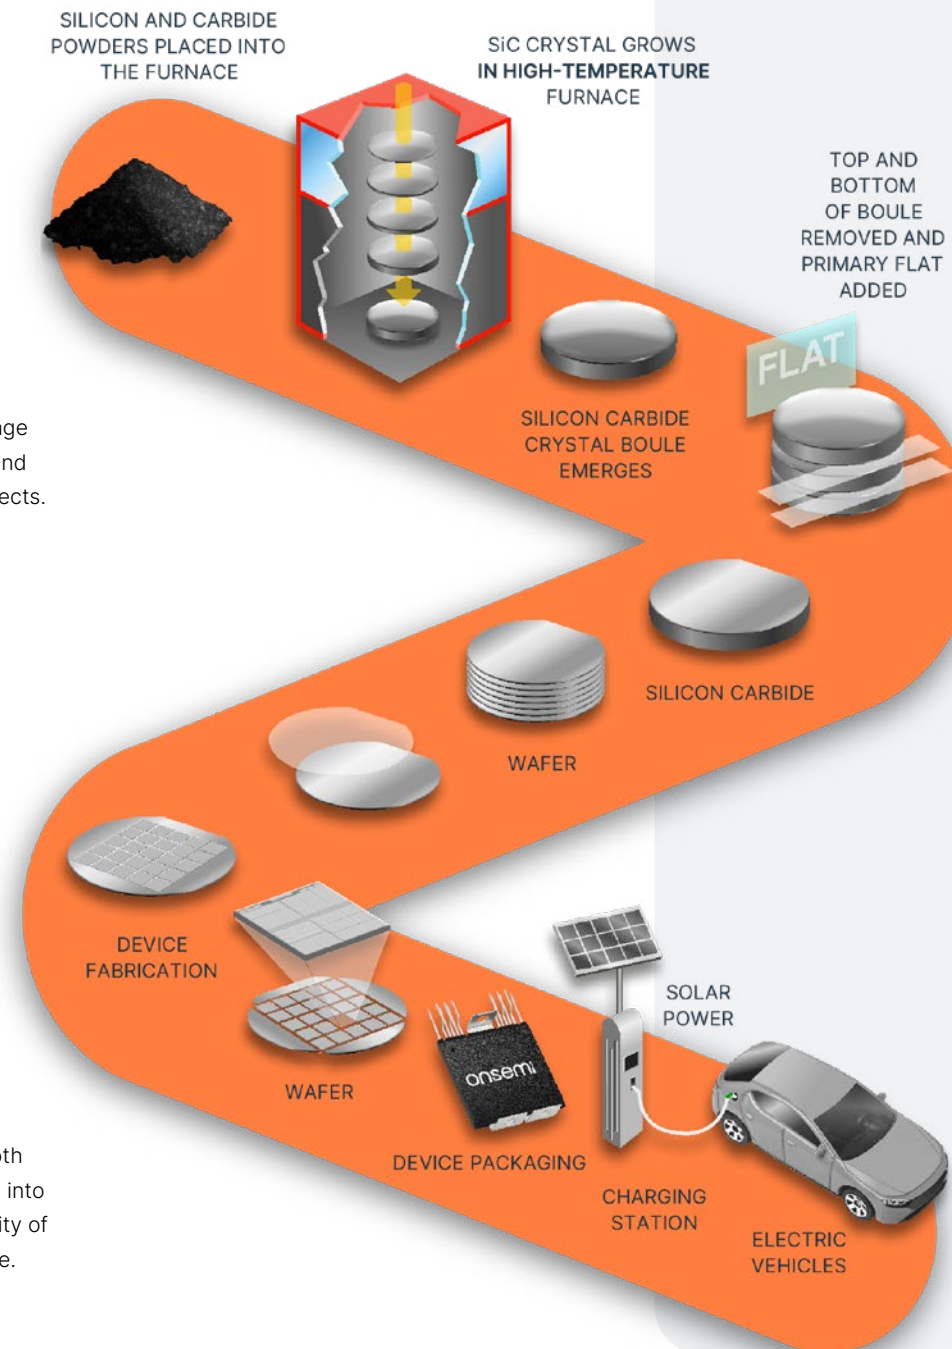 SILICON AND CARBIDE
POWDERS PLACED INTO
THE FURNACE
SiC CRYSTAL GROWS
IN HIGH-TEMPERATURE
FURNACE
TOP AND
BOTTOM
OF BOULE
REMOVED AND
PRIMARY FLAT
ADDED
FLAT
SILICON CARBIDE
CRYSTAL BOULE
EMERGES
nge
nd
ects.
SILICON CARBIDE
WAFER
DEVICE
FABRICATION
WAFER
onsemi
DEVICE PACKAGING
SOLAR
POWER
CHARGING
STATION
ELECTRIC
VEHICLES
oth
into
ity of
e.